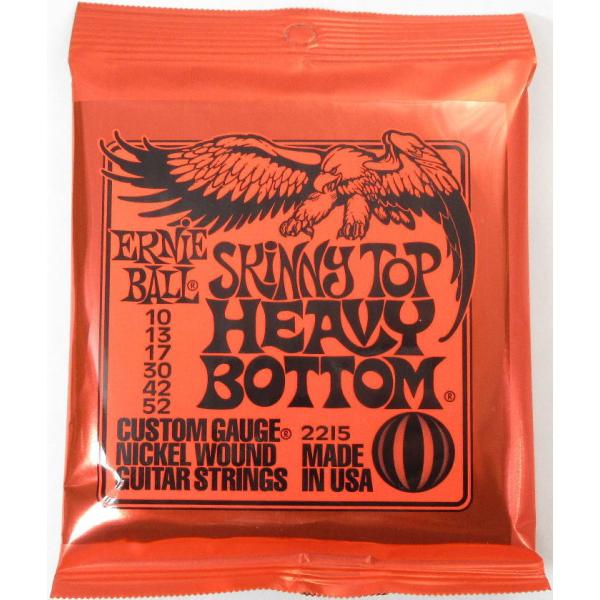 ERNIE
BALL®
10
13
17
30
42
52
SKINNY TOP
HEAVY
BOTTOM®
CUSTOM GAUGE®
NICKEL WOUND
GUITAR STRINGS
2215
MADE
IN USA